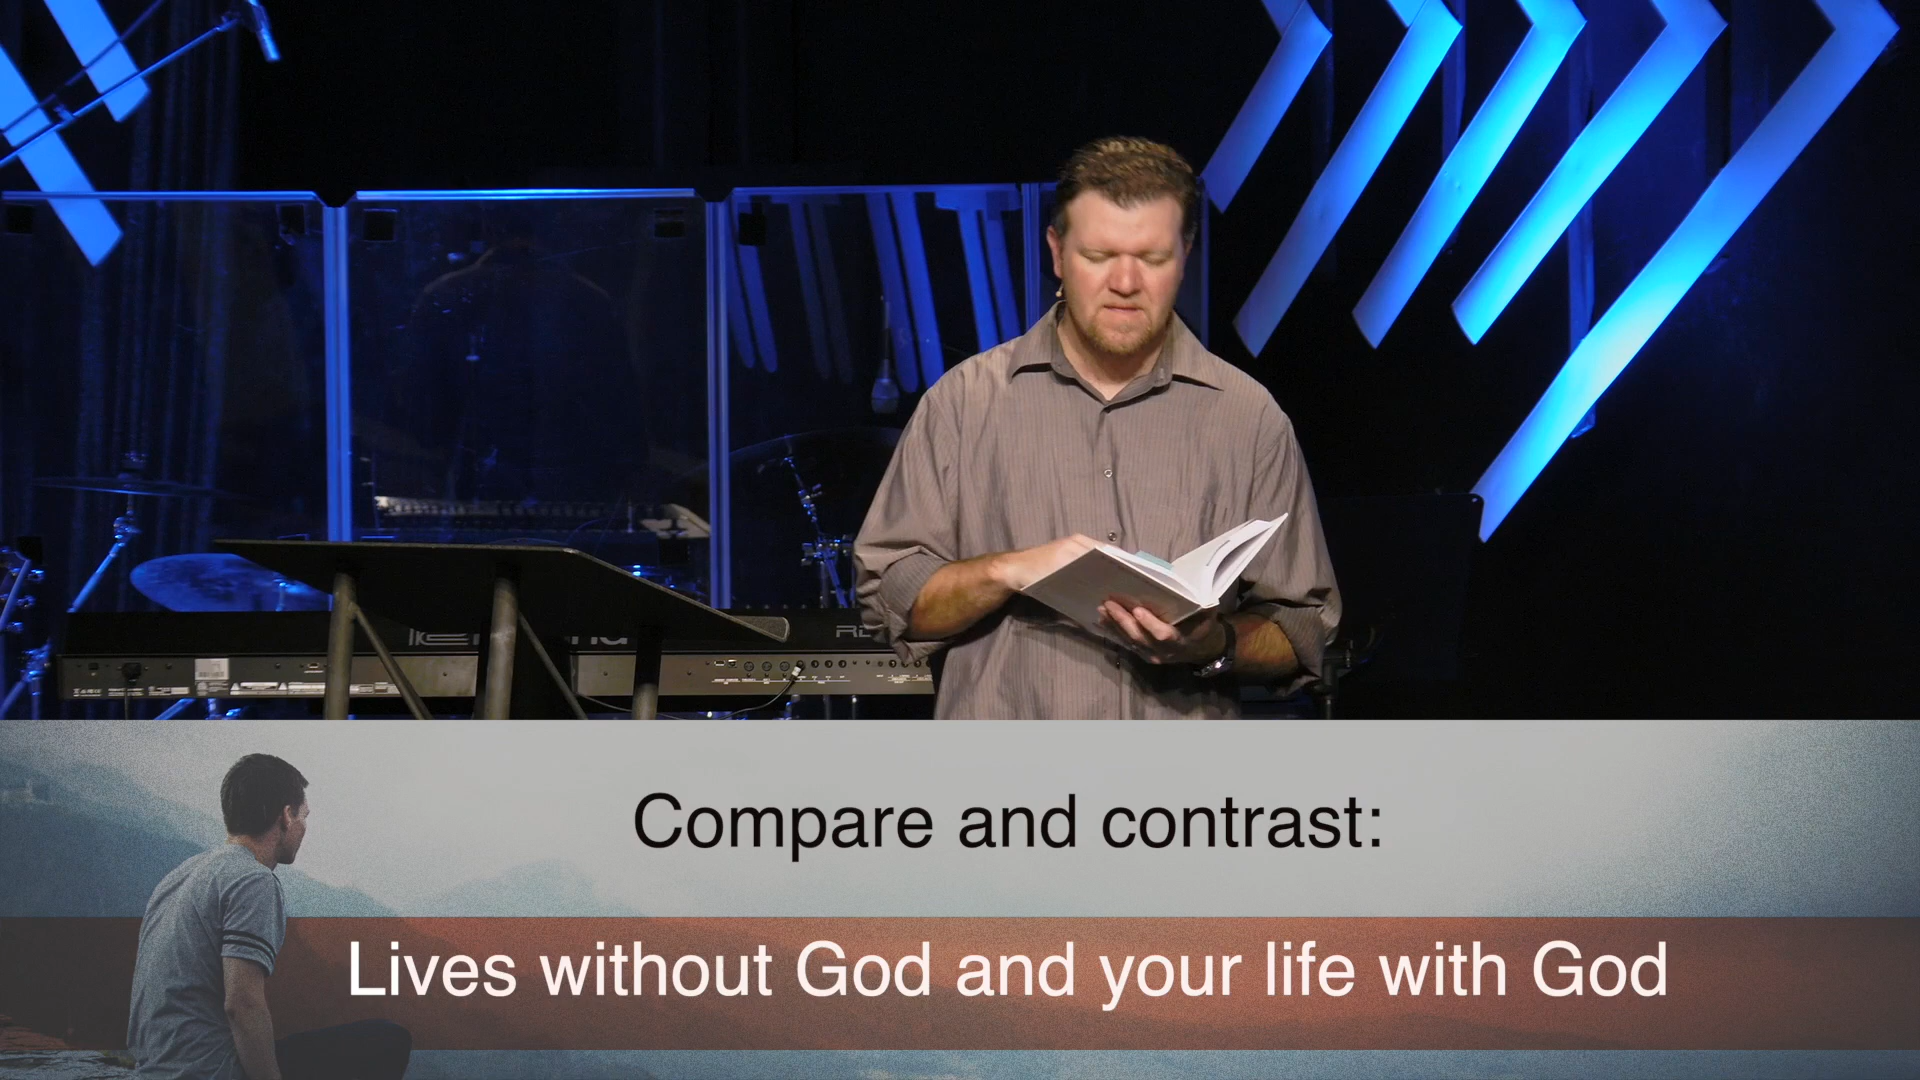 Compare and contrast:
Lives without God and your life with God